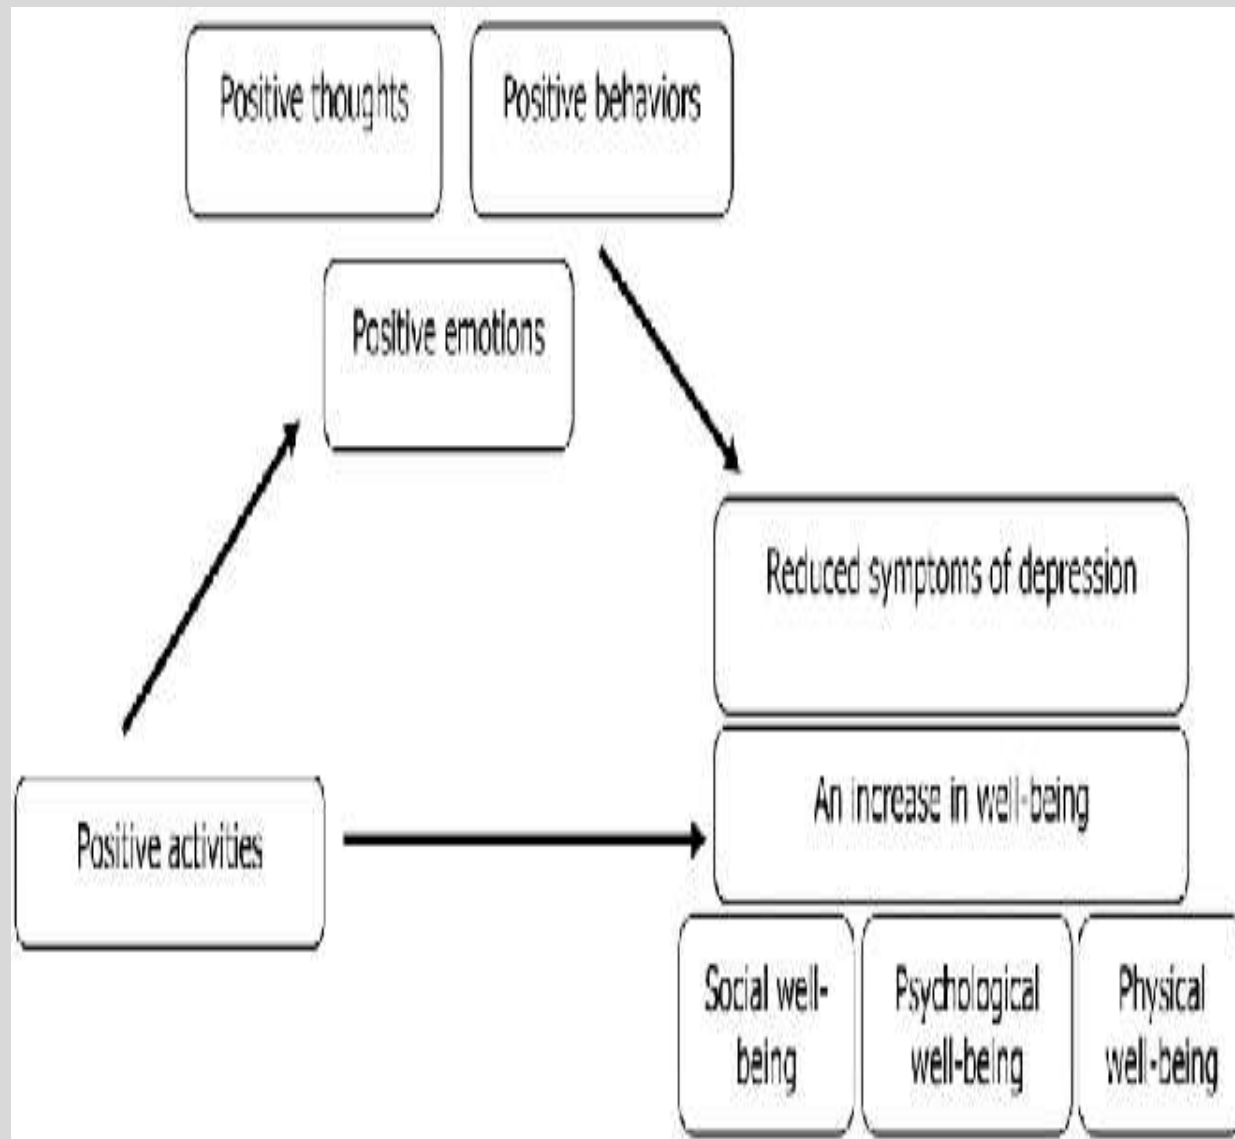 Positive thoughts
Positive behaviors
Positive emotions
Reduced symptoms of depression
An increase in well-being
Positive activities
Social well-
being
Psychological
well-being
Physical
well-being